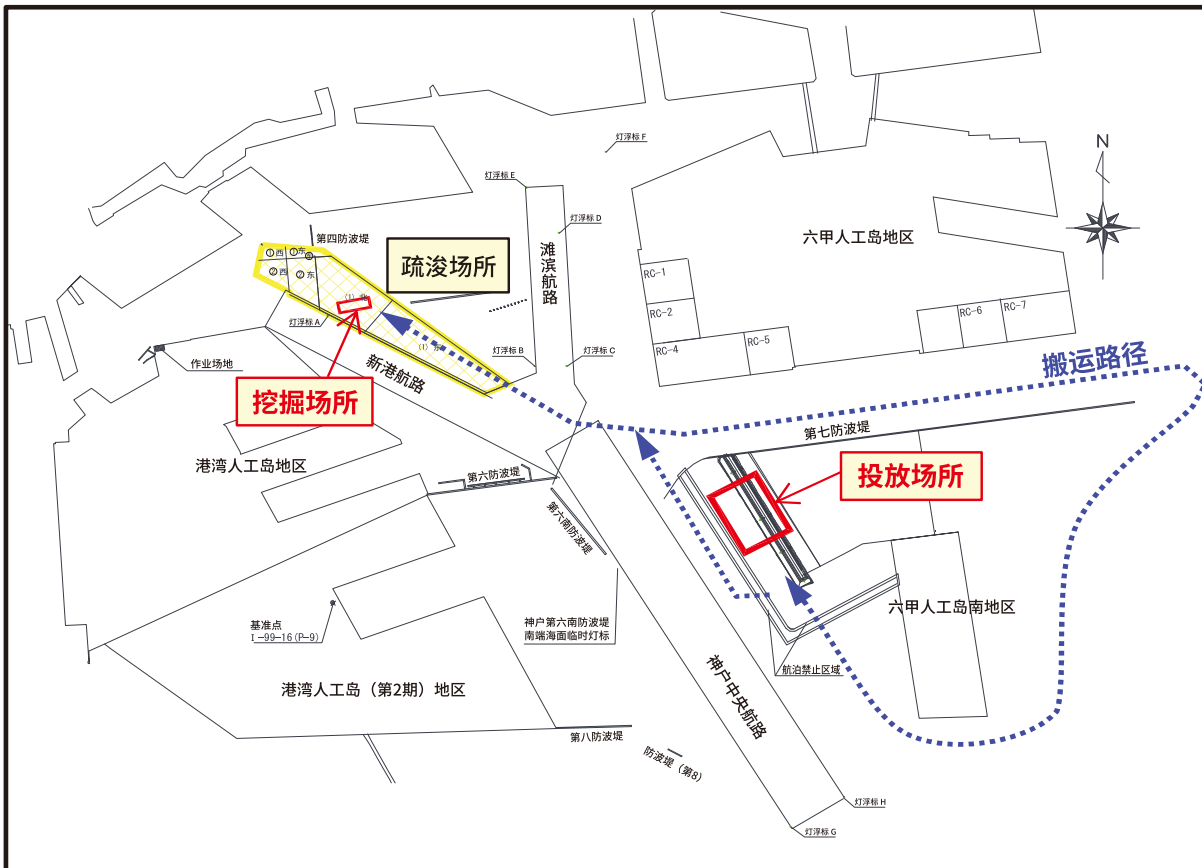 灯浮标 F
N
灯浮标 E
灯浮标 D
第四防波堤
六甲人工岛地区
①西
①东
③
②西
②东
疏浚场所
滩滨航路
RC-1
RC-2
RC-4
RC-5
RC-6
RC-7
灯浮标 A
灯浮标 B
灯浮标 C
作业场地
新港航路
搬运路径
挖掘场所
第七防波堤
港湾人工岛地区
第六防波堤
投放场所
第六南防波堤
基准点
I-99-16(P-9)
神户第六南防波堤
南端海面临时灯标
六甲人工岛南地区
航泊禁止区域
港湾人工岛（第2期）地区
神户中央航路
第八防波堤
防波堤（第8）
灯浮标 H
灯浮标 G